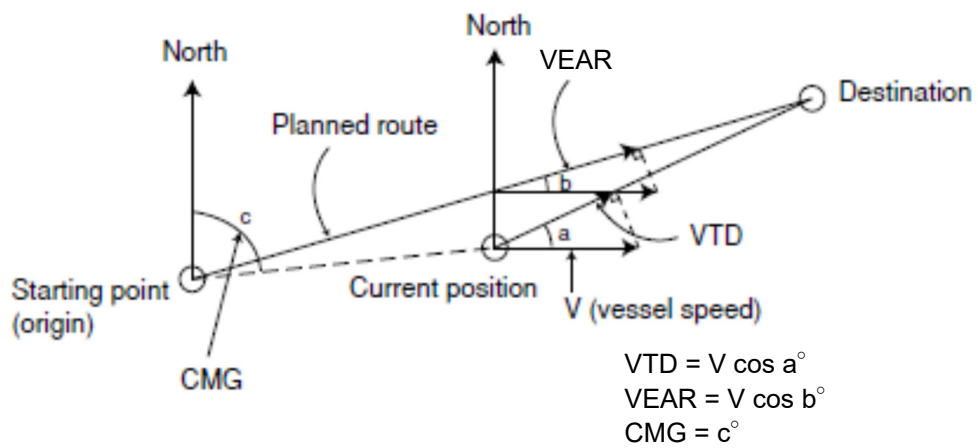 North
North
VEAR
Destination
Planned route
b
c
a
VTD
Starting point
(origin)
Current position
V (vessel speed)
CMG
VTD = V cos a°
VEAR = V cos b°
CMG = c°